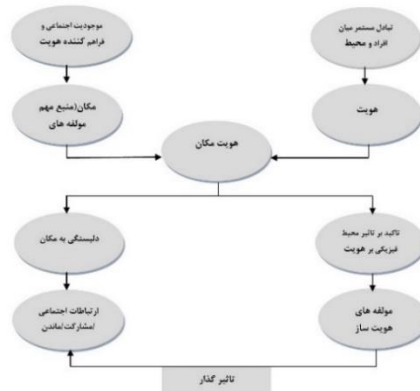 تبادل مستمر میان
افراد و محیط
موجودیت اجتماعی و
فراهم کننده هویت
هویت
مکان(منبع مهم
مولفه های
هویت مکان
تاکید بر تاثیر محیط
فیزیکی بر هویت
دلبستگی به مکان
مولفه های
هویت ساز
ارتباطات اجتماعی
/مشارکت/ماندن
تاثیر گذار